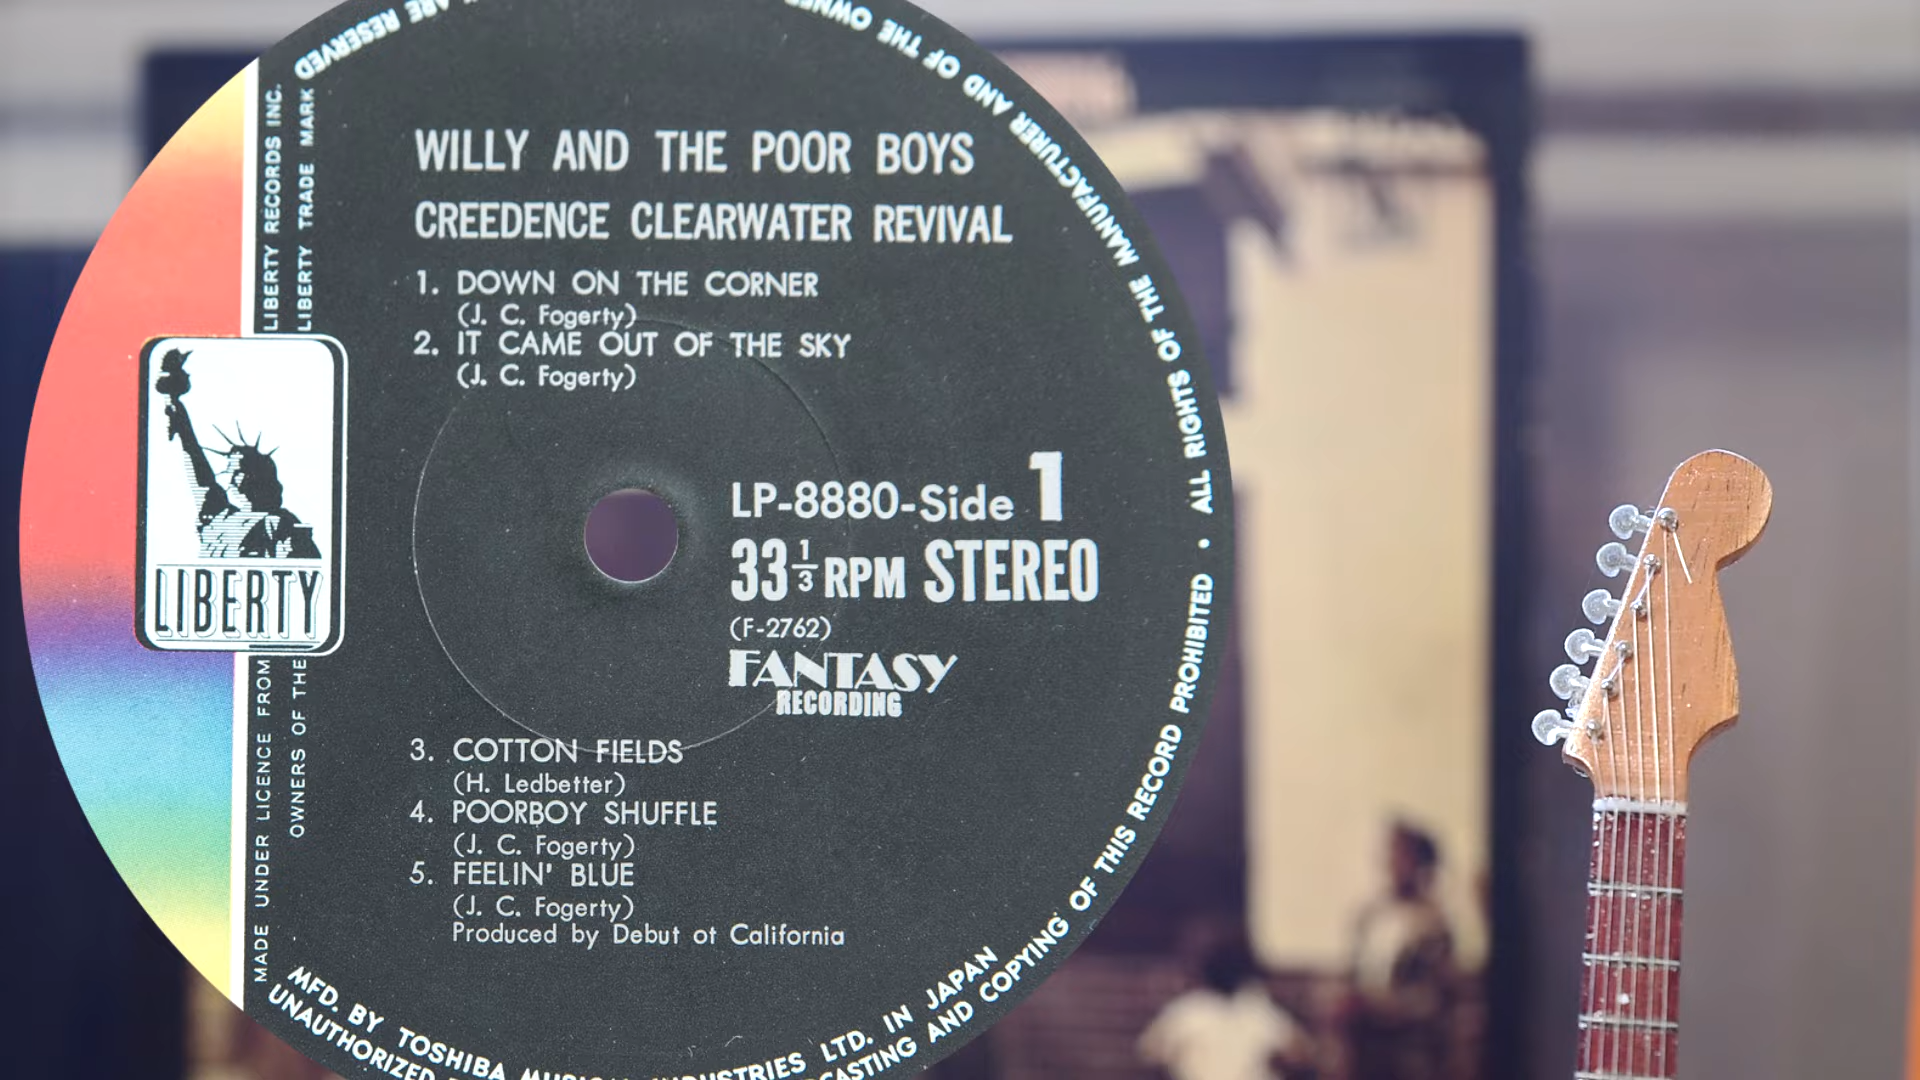 WILLY AND THE POOR BOYS
CREEDENCE CLEARWATER REVIVAL
1. DOWN ON THE CORNER
(J. C. Fogerty)
2. IT CAME OUT OF THE SKY
(J. C. Fogerty)
LP-8880-Side 1
33 1/3 RPM STEREO
(F-2762)
FANTASY
RECORDING
3. COTTON FIELDS
(H. Ledbetter)
4. POORBOY SHUFFLE
(J. C. Fogerty)
5. FEELIN' BLUE
(J. C. Fogerty)
Produced by Debut ot California
LIBERTY
MADE UNDER LICENCE FROM LIBERTY RECORDS INC.
OWNERS OF THE LIBERTY TRADE MARK
MFD. BY TOSHIBA INDUSTRIES LTD. IN JAPAN
ALL RIGHTS OF THE MANUFACTURER AND OF THE OWNER ARE RESERVED
UNAUTHORIZED AND COPYING OF THIS RECORD PROHIBITED •